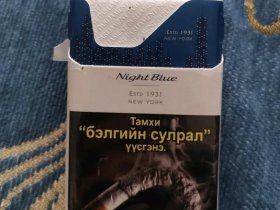 ESTD 1931
NEW YORK
Night Blue
ESTD 1931
NEW YORK
Тамхи
"бэлгийн сулрал"
үүсгэнэ.